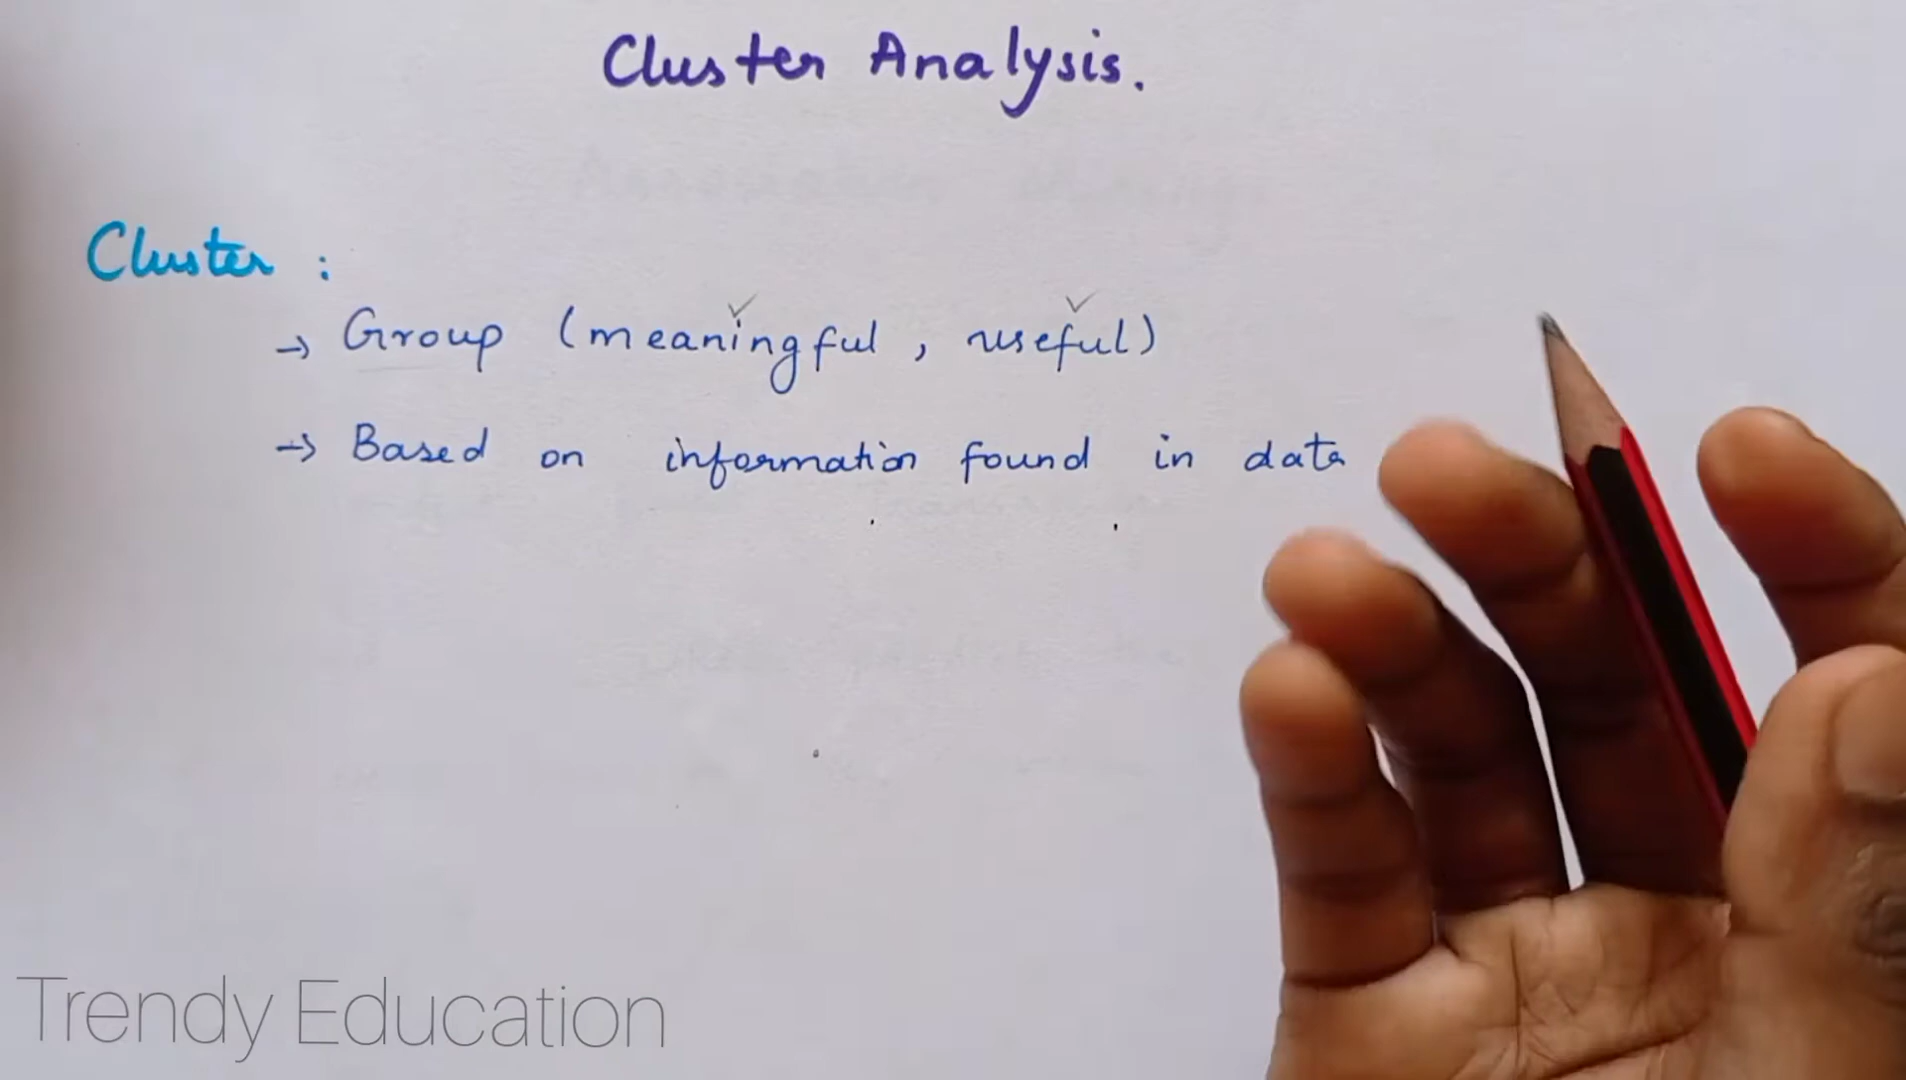 Cluster Analysis.
Cluster :
→ Group (meaningful, useful)
→ Based on information found in data
Trendy Education